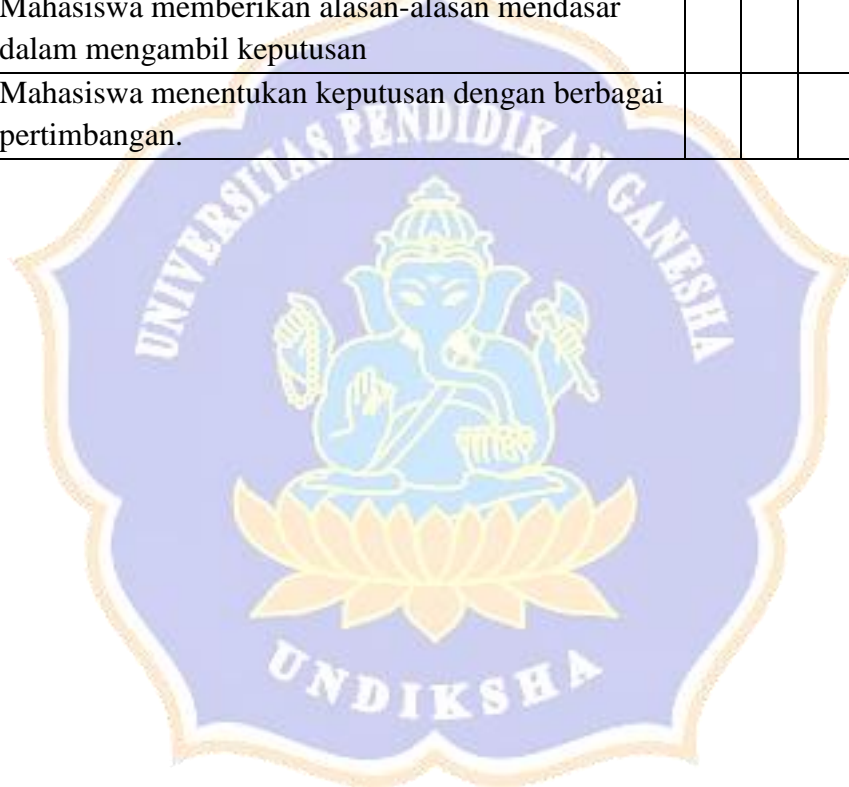 Mahasiswa memberikan alasan-alasan mendasar
dalam mengambil keputusan
Mahasiswa menentukan keputusan dengan berbagai
pertimbangan.
UNIVERSITAS PENDIDIKAN GANESHA
UNDIKSHA